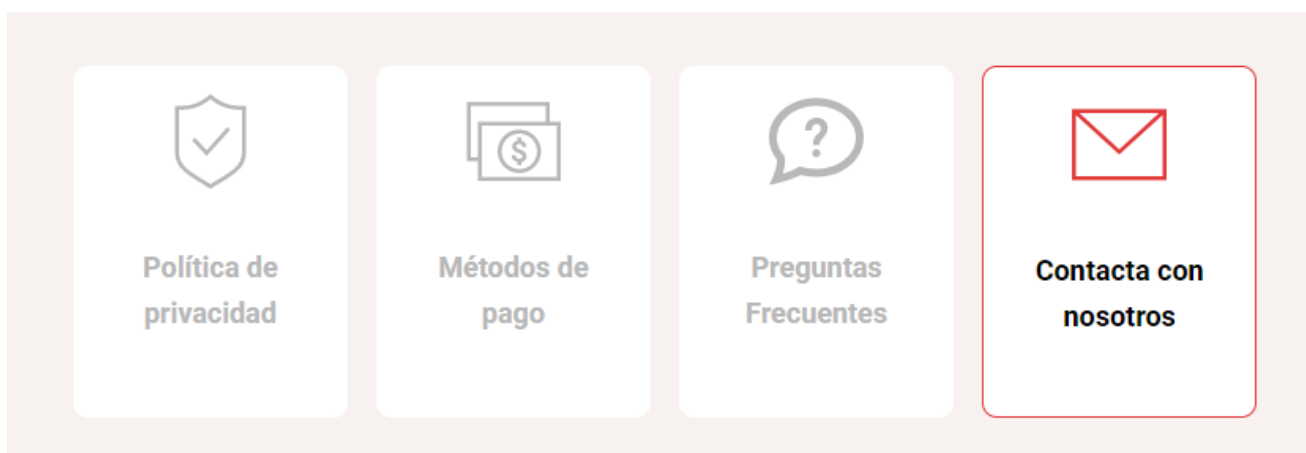 Política de
privacidad
Métodos de
pago
Preguntas
Frecuentes
Contacta con
nosotros